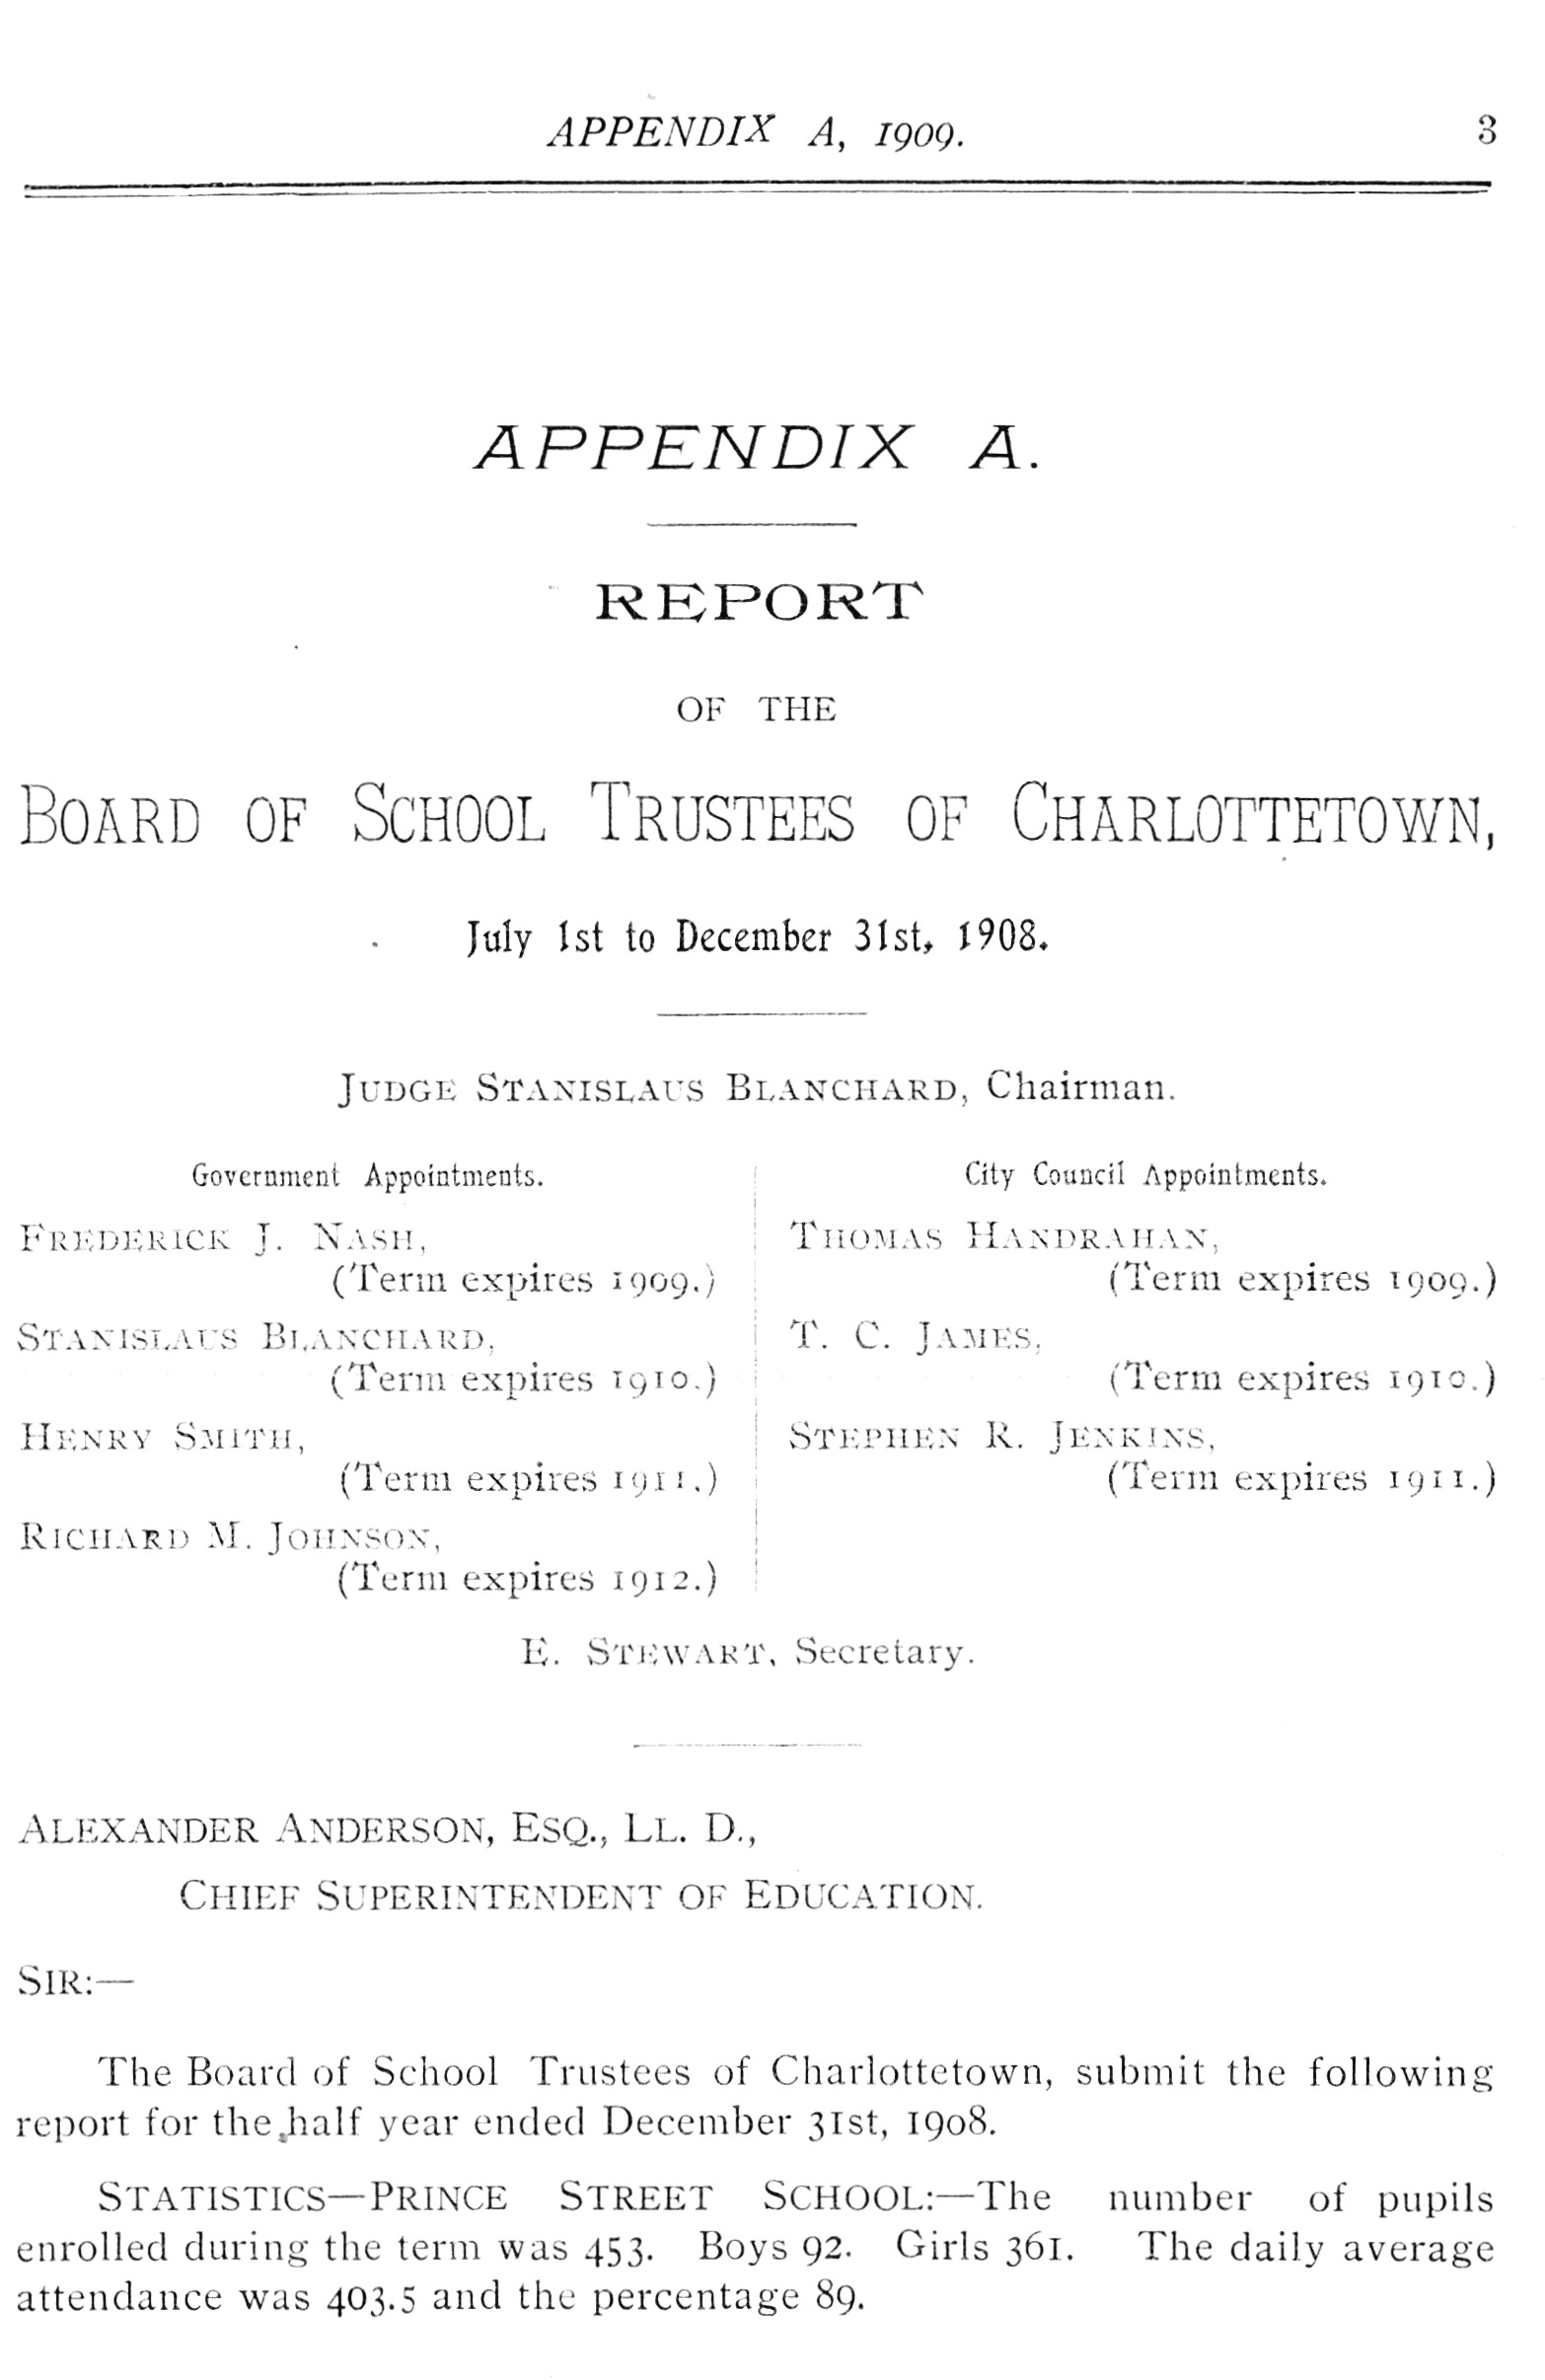 APPENDIX A, 1909. 3
APPENDIX A.
REPORT
OF THE
BOARD OF SCHOOL TRUSTEES OF CHARLOTTETOWN,
July 1st to December 31st, 1908.
JUDGE STANISLAUS BLANCHARD, Chairman.
Government Appointments.
FREDERICK J. NASH,
(Term expires 1909.)
STANISLAUS BLANCHARD,
(Term expires 1910.)
HENRY SMITH,
(Term expires 1911.)
RICHARD M. JOHNSON,
(Term expires 1912.)
City Council Appointments.
THOMAS HANDRAHAN,
(Term expires 1909.)
T. C. JAMES,
(Term expires 1910.)
STEPHEN R. JENKINS,
(Term expires 1911.)
E. STEWART, Secretary.
ALEXANDER ANDERSON, ESQ., LL. D.,
CHIEF SUPERINTENDENT OF EDUCATION.
SIR:—
The Board of School Trustees of Charlottetown, submit the following
report for the half year ended December 31st, 1908.
STATISTICS—PRINCE STREET SCHOOL:—The number of pupils
enrolled during the term was 453. Boys 92. Girls 361. The daily average
attendance was 403.5 and the percentage 89.